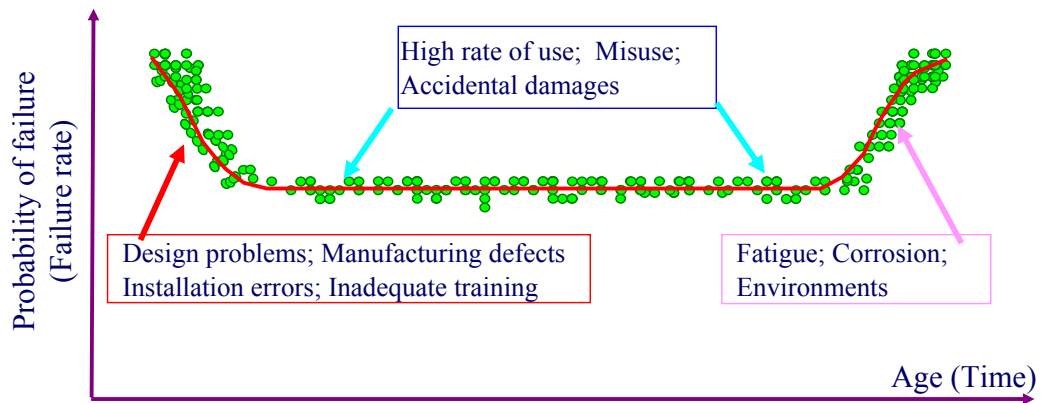 Probability of failure
(Failure rate)
High rate of use;  Misuse;
Accidental damages
Design problems; Manufacturing defects
Installation errors; Inadequate training
Fatigue; Corrosion;
Environments
Age (Time)